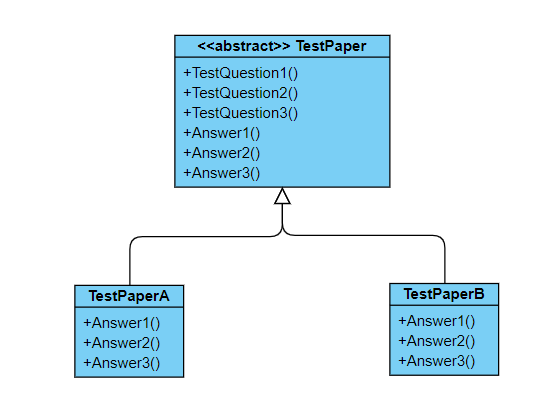 <<abstract>> TestPaper
+TestQuestion1()
+TestQuestion2()
+TestQuestion3()
+Answer1()
+Answer2()
+Answer3()
TestPaperA
+Answer1()
+Answer2()
+Answer3()
TestPaperB
+Answer1()
+Answer2()
+Answer3()